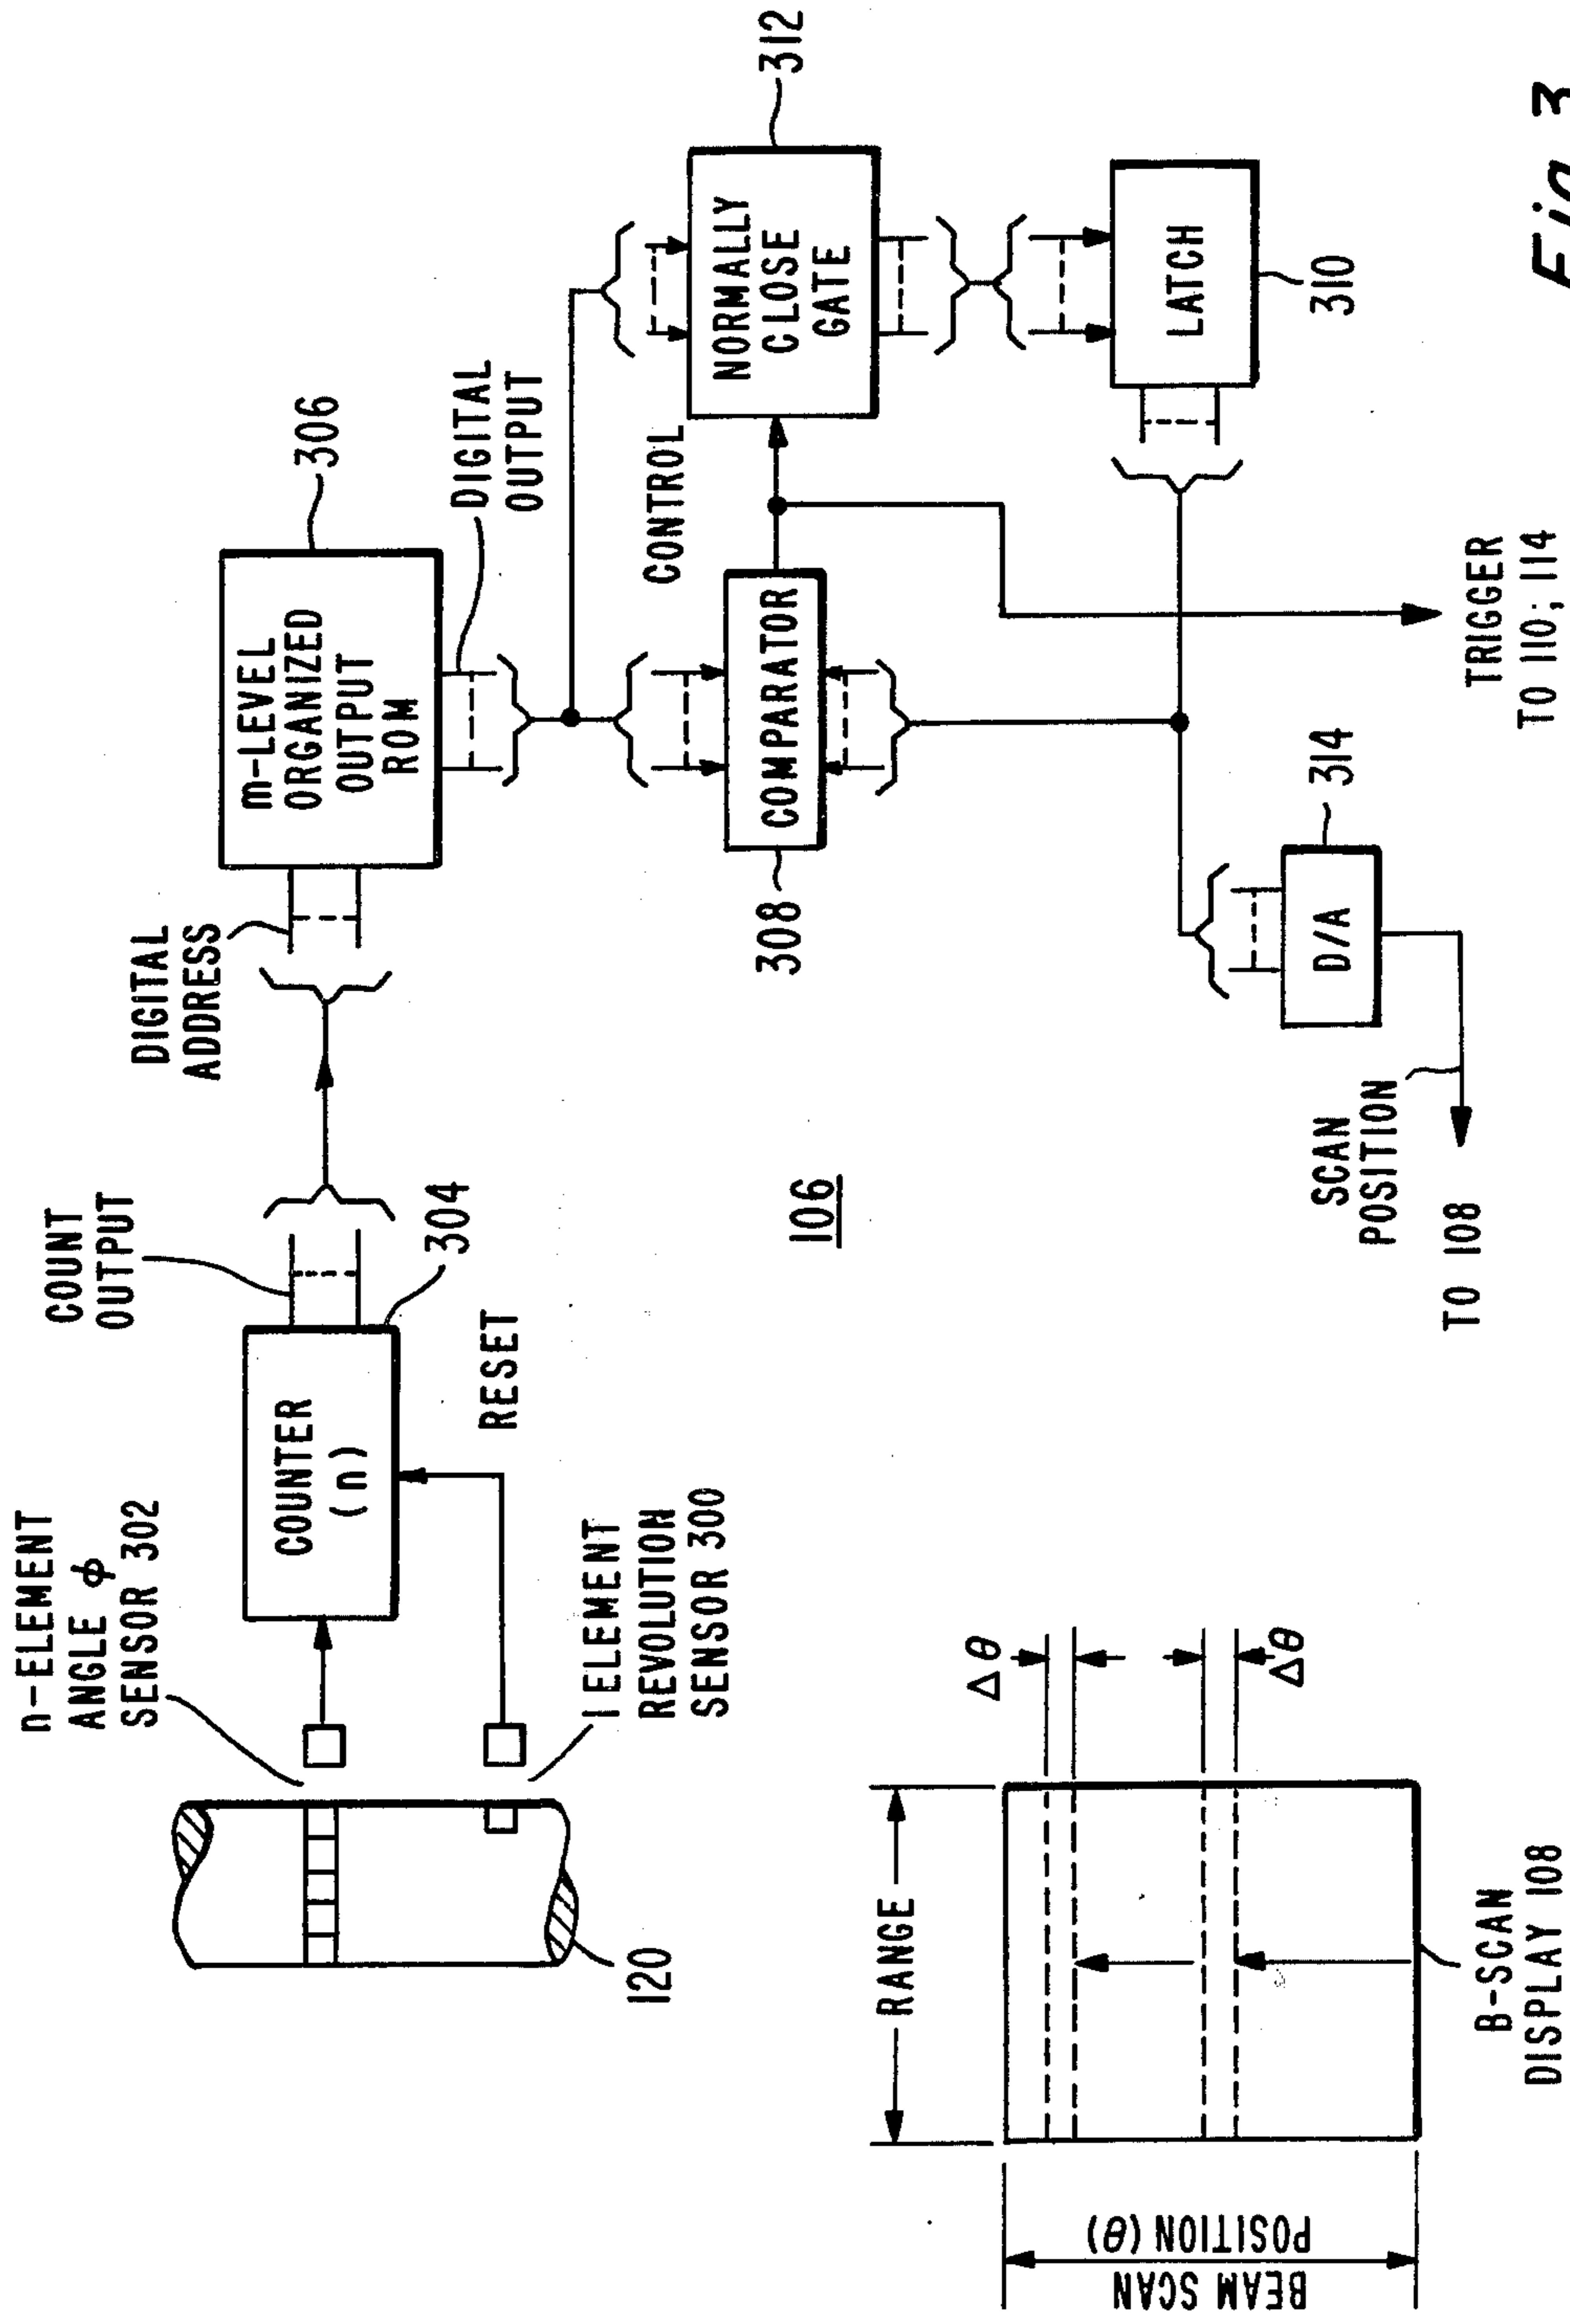 n-ELEMENT
ANGLE ϕ
SENSOR 302
COUNTER
(n)
COUNT
OUTPUT
304
RESET
1 ELEMENT
REVOLUTION
SENSOR 300
120
DIGITAL
ADDRESS
m-LEVEL
ORGANIZED
OUTPUT
ROM
306
DIGITAL
OUTPUT
CONTROL
COMPARATOR
308
NORMALLY
CLOSE
GATE
312
LATCH
310
D/A
314
SCAN
POSITION
TO 108
TRIGGER
TO 110; 114
106
RANGE
Δθ
Δθ
BEAM SCAN
POSITION (θ)
B-SCAN
DISPLAY 108
Fig. 3